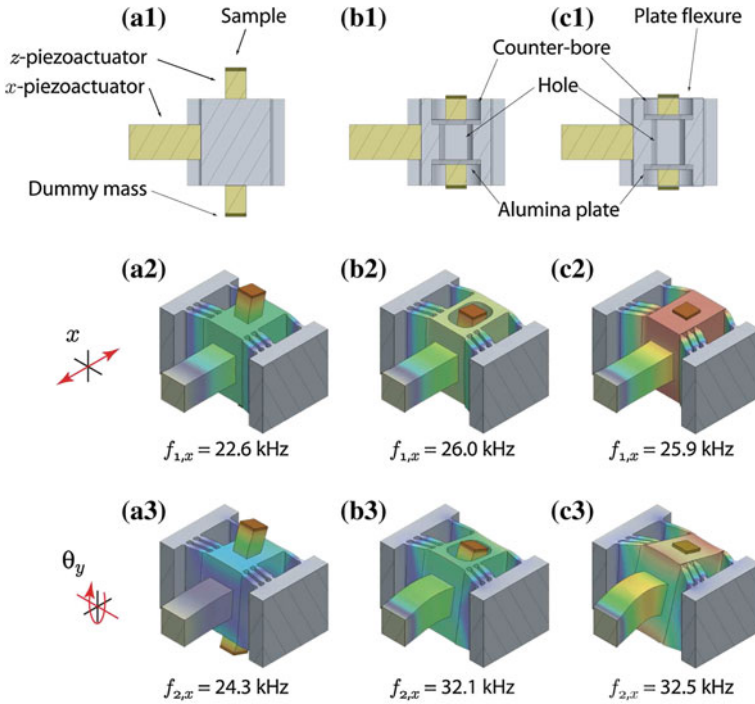 (a1)
Sample
(b1)
(c1)
Plate flexure
z-piezoactuator
Counter-bore
x-piezoactuator
Hole
Dummy mass
Alumina plate
(a2)
(b2)
(c2)
x
f₁,ₓ = 22.6 kHz
f₁,ₓ = 26.0 kHz
f₁,ₓ = 25.9 kHz
(a3)
(b3)
(c3)
θy
f₂,ₓ = 24.3 kHz
f₂,ₓ = 32.1 kHz
f₂,ₓ = 32.5 kHz